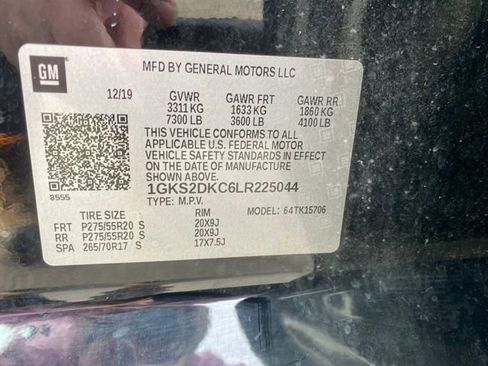 GM
MFD BY GENERAL MOTORS LLC
12/19 GVWR GAWR FRT GAWR RR
3311 KG 1633 KG 1860 KG
7300 LB 3600 LB 4100 LB
THIS VEHICLE CONFORMS TO ALL
APPLICABLE U.S. FEDERAL MOTOR
VEHICLE SAFETY STANDARDS IN EFFECT
ON THE DATE OF MANUFACTURE
SHOWN ABOVE.
1GKS2DKC6LR225044
8555 TYPE: M.P.V. MODEL: 64TK15706
TIRE SIZE RIM
FRT P275/55R20 S 20X9J
RR P275/55R20 S 20X9J
SPA 265/70R17 S 17X7.5J